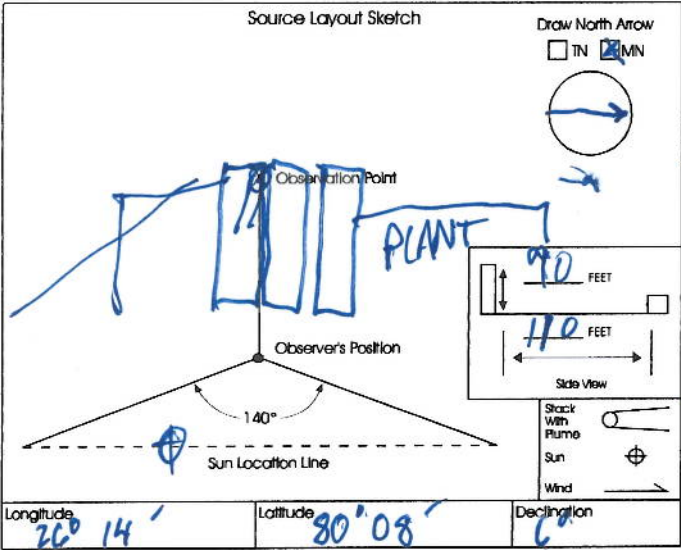 Source Layout Sketch
Draw North Arrow
TN MN
Observation Point
PLANT
90 FEET
110 FEET
Side View
Observer's Position
140°
Sun Location Line
Stack
With
Plume
Sun
Wind
Longitude 26° 14′
Latitude 80° 08′
Declination 6°